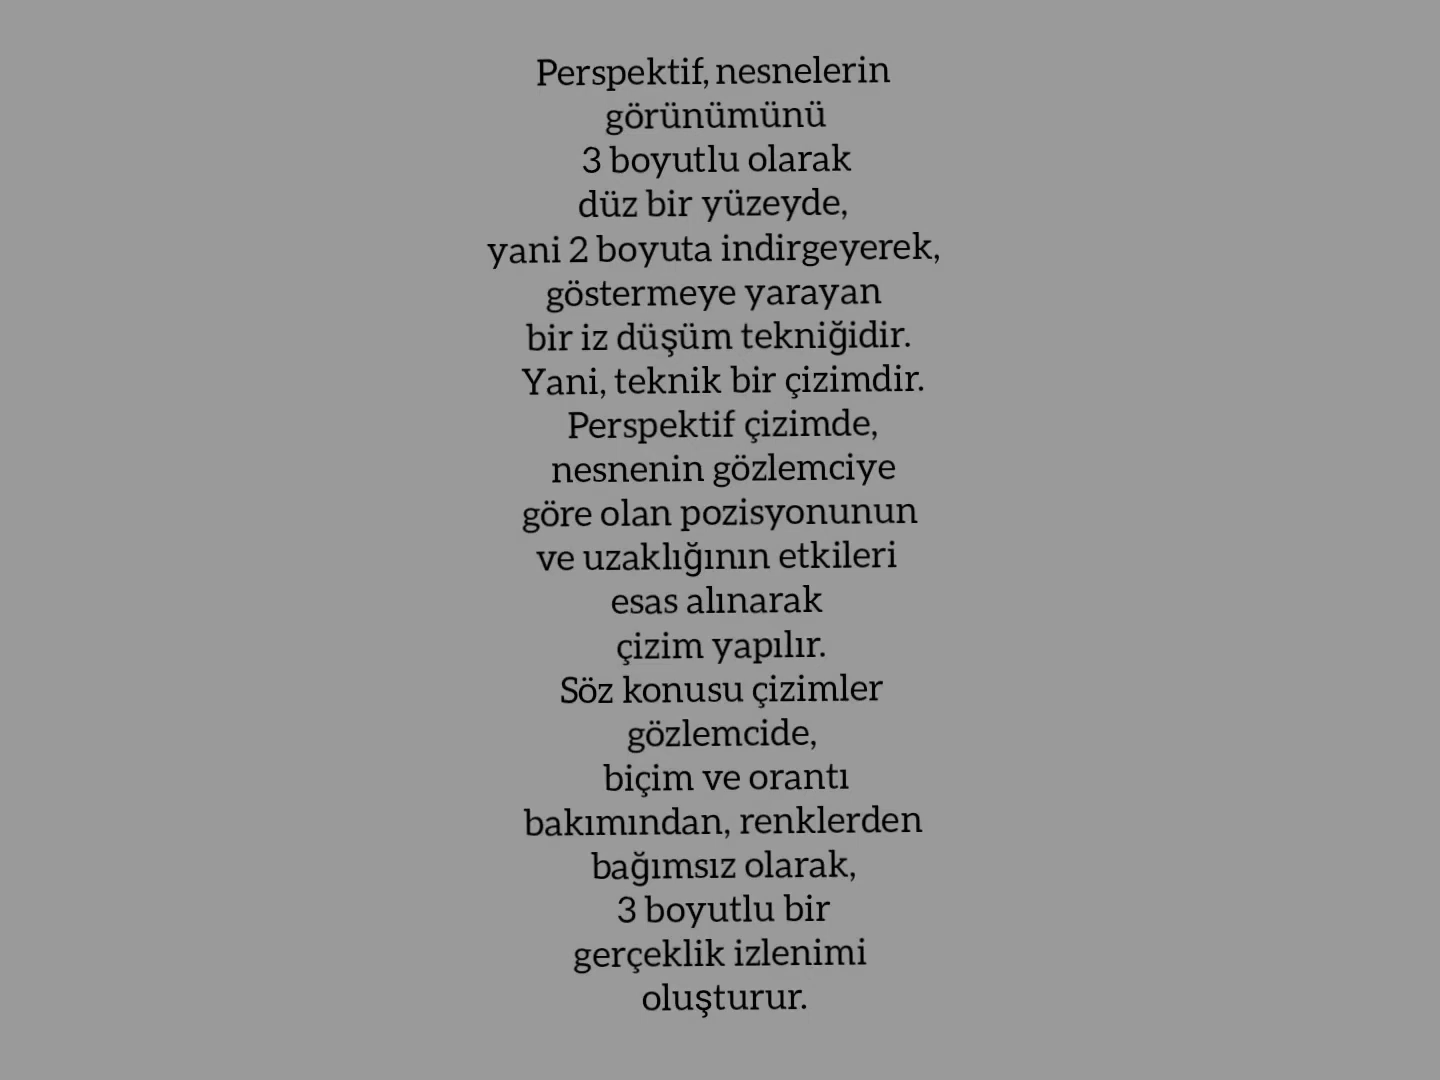 Perspektif, nesnelerin
görünümünü
3 boyutlu olarak
düz bir yüzeyde,
yani 2 boyuta indirgeyerek,
göstermeye yarayan
bir iz düşüm tekniğidir.
Yani, teknik bir çizimdir.
Perspektif çizimde,
nesnenin gözlemciye
göre olan pozisyonunun
ve uzaklığının etkileri
esas alınarak
çizim yapılır.
Söz konusu çizimler
gözlemcide,
biçim ve orantı
bakımından, renklerden
bağımsız olarak,
3 boyutlu bir
gerçeklik izlenimi
oluşturur.